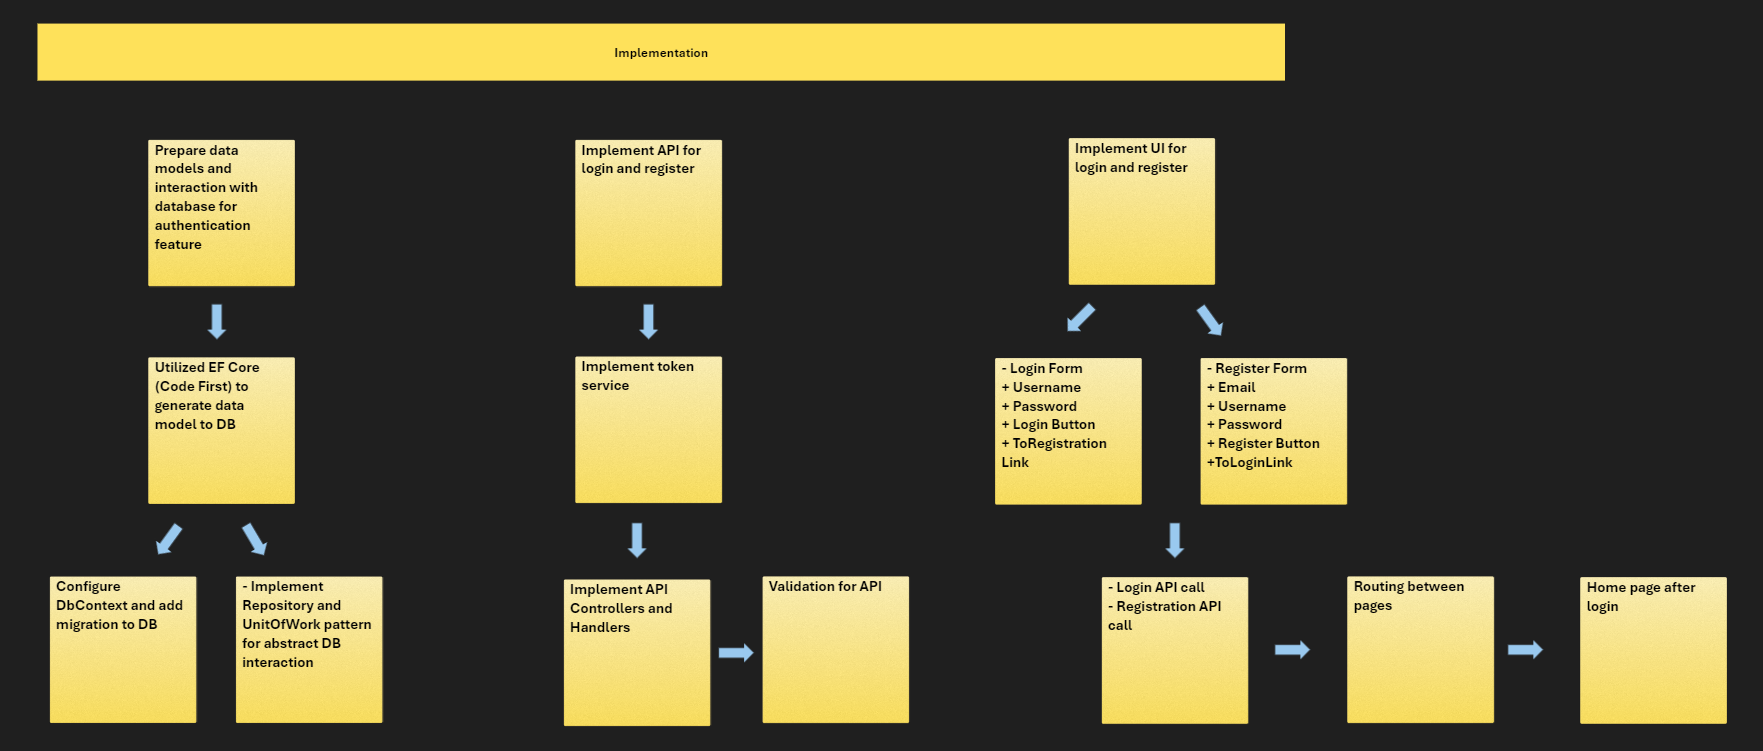 Implementation
Prepare data
models and
interaction with
database for
authentication
feature
Implement API for
login and register
Implement UI for
login and register
Utilized EF Core
(Code First) to
generate data
model to DB
Implement token
service
- Login Form
+ Username
+ Password
+ Login Button
+ ToRegistration
Link
- Register Form
+ Email
+ Username
+ Password
+ Register Button
+ToLoginLink
Configure
DbContext and add
migration to DB
- Implement
Repository and
UnitOfWork pattern
for abstract DB
interaction
Implement API
Controllers and
Handlers
Validation for API
- Login API call
- Registration API
call
Routing between
pages
Home page after
login